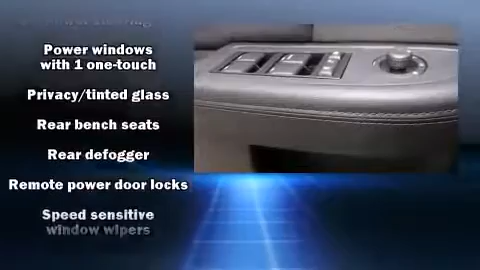 Power windows
with 1 one-touch
Privacy/tinted glass
Rear bench seats
Rear defogger
Remote power door locks
Speed sensitive
window wipers